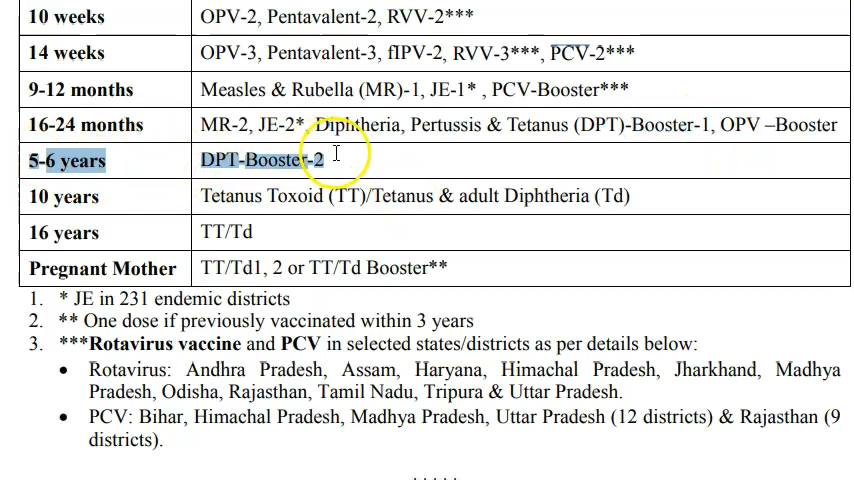 10 weeks OPV-2, Pentavalent-2, RVV-2***
14 weeks OPV-3, Pentavalent-3, fIPV-2, RVV-3***, PCV-2***
9-12 months Measles & Rubella (MR)-1, JE-1* , PCV-Booster***
16-24 months MR-2, JE-2*, Diphtheria, Pertussis & Tetanus (DPT)-Booster-1, OPV –Booster
5-6 years DPT-Booster-2
10 years Tetanus Toxoid (TT)/Tetanus & adult Diphtheria (Td)
16 years TT/Td
Pregnant Mother TT/Td1, 2 or TT/Td Booster**
1. * JE in 231 endemic districts
2. ** One dose if previously vaccinated within 3 years
3. ***Rotavirus vaccine and PCV in selected states/districts as per details below:
• Rotavirus: Andhra Pradesh, Assam, Haryana, Himachal Pradesh, Jharkhand, Madhya
Pradesh, Odisha, Rajasthan, Tamil Nadu, Tripura & Uttar Pradesh.
• PCV: Bihar, Himachal Pradesh, Madhya Pradesh, Uttar Pradesh (12 districts) & Rajasthan (9
districts).